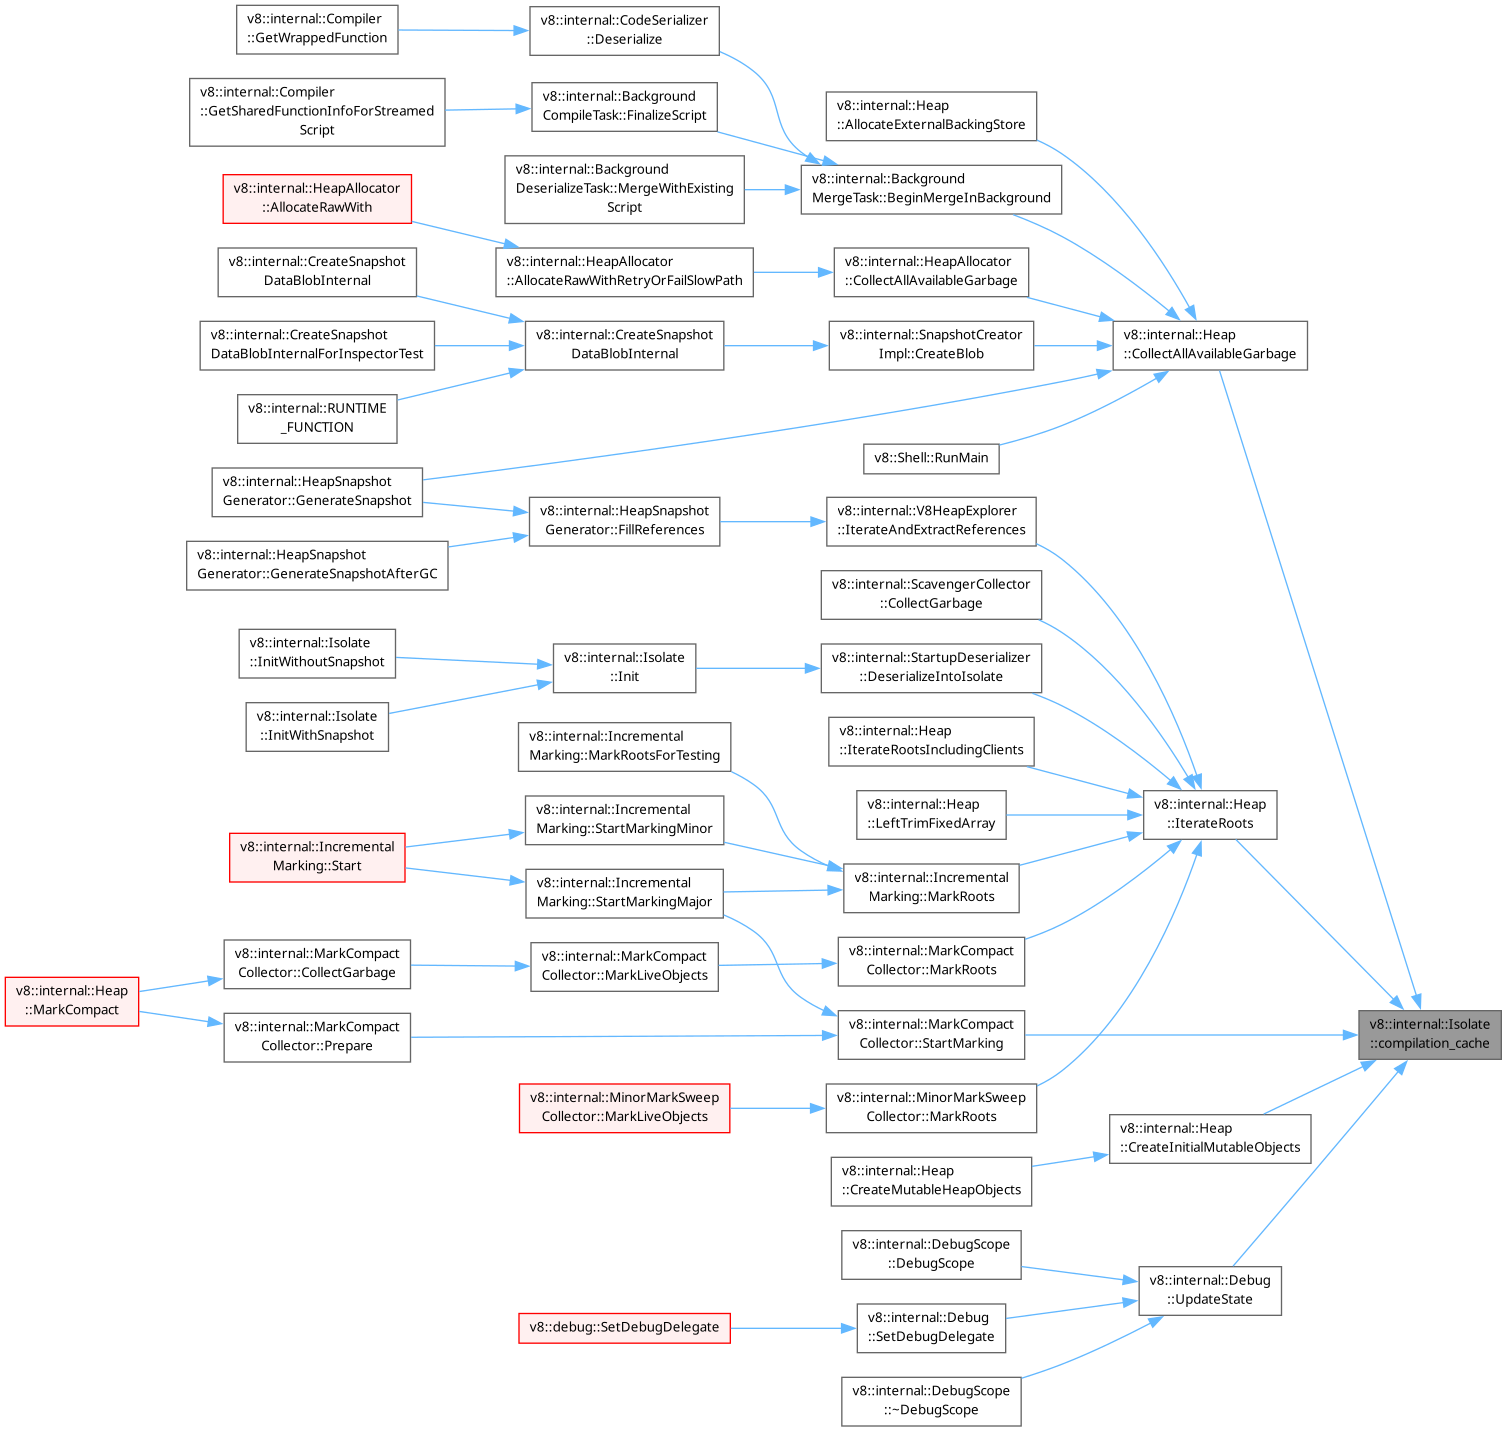 v8::internal::Compiler
::GetWrappedFunction
v8::internal::CodeSerializer
::Deserialize
v8::internal::Compiler
::GetSharedFunctionInfoForStreamed
Script
v8::internal::Background
CompileTask::FinalizeScript
v8::internal::Heap
::AllocateExternalBackingStore
v8::internal::Background
DeserializeTask::MergeWithExisting
Script
v8::internal::Background
MergeTask::BeginMergeInBackground
v8::internal::HeapAllocator
::AllocateRawWith
v8::internal::CreateSnapshot
DataBlobInternal
v8::internal::HeapAllocator
::AllocateRawWithRetryOrFailSlowPath
v8::internal::HeapAllocator
::CollectAllAvailableGarbage
v8::internal::CreateSnapshot
DataBlobInternalForInspectorTest
v8::internal::CreateSnapshot
DataBlobInternal
v8::internal::SnapshotCreator
Impl::CreateBlob
v8::internal::Heap
::CollectAllAvailableGarbage
v8::internal::RUNTIME
_FUNCTION
v8::Shell::RunMain
v8::internal::HeapSnapshot
Generator::GenerateSnapshot
v8::internal::HeapSnapshot
Generator::FillReferences
v8::internal::V8HeapExplorer
::IterateAndExtractReferences
v8::internal::HeapSnapshot
Generator::GenerateSnapshotAfterGC
v8::internal::ScavengerCollector
::CollectGarbage
v8::internal::Isolate
::InitWithoutSnapshot
v8::internal::Isolate
::Init
v8::internal::StartupDeserializer
::DeserializeIntoIsolate
v8::internal::Isolate
::InitWithSnapshot
v8::internal::Incremental
Marking::MarkRootsForTesting
v8::internal::Heap
::IterateRootsIncludingClients
v8::internal::Incremental
Marking::StartMarkingMinor
v8::internal::Heap
::LeftTrimFixedArray
v8::internal::Heap
::IterateRoots
v8::internal::Incremental
Marking::Start
v8::internal::Incremental
Marking::StartMarkingMajor
v8::internal::Incremental
Marking::MarkRoots
v8::internal::MarkCompact
Collector::CollectGarbage
v8::internal::MarkCompact
Collector::MarkLiveObjects
v8::internal::MarkCompact
Collector::MarkRoots
v8::internal::Heap
::MarkCompact
v8::internal::MarkCompact
Collector::Prepare
v8::internal::MarkCompact
Collector::StartMarking
v8::internal::Isolate
::compilation_cache
v8::internal::MinorMarkSweep
Collector::MarkLiveObjects
v8::internal::MinorMarkSweep
Collector::MarkRoots
v8::internal::Heap
::CreateInitialMutableObjects
v8::internal::Heap
::CreateMutableHeapObjects
v8::internal::DebugScope
::DebugScope
v8::internal::Debug
::UpdateState
v8::debug::SetDebugDelegate
v8::internal::Debug
::SetDebugDelegate
v8::internal::DebugScope
::~DebugScope